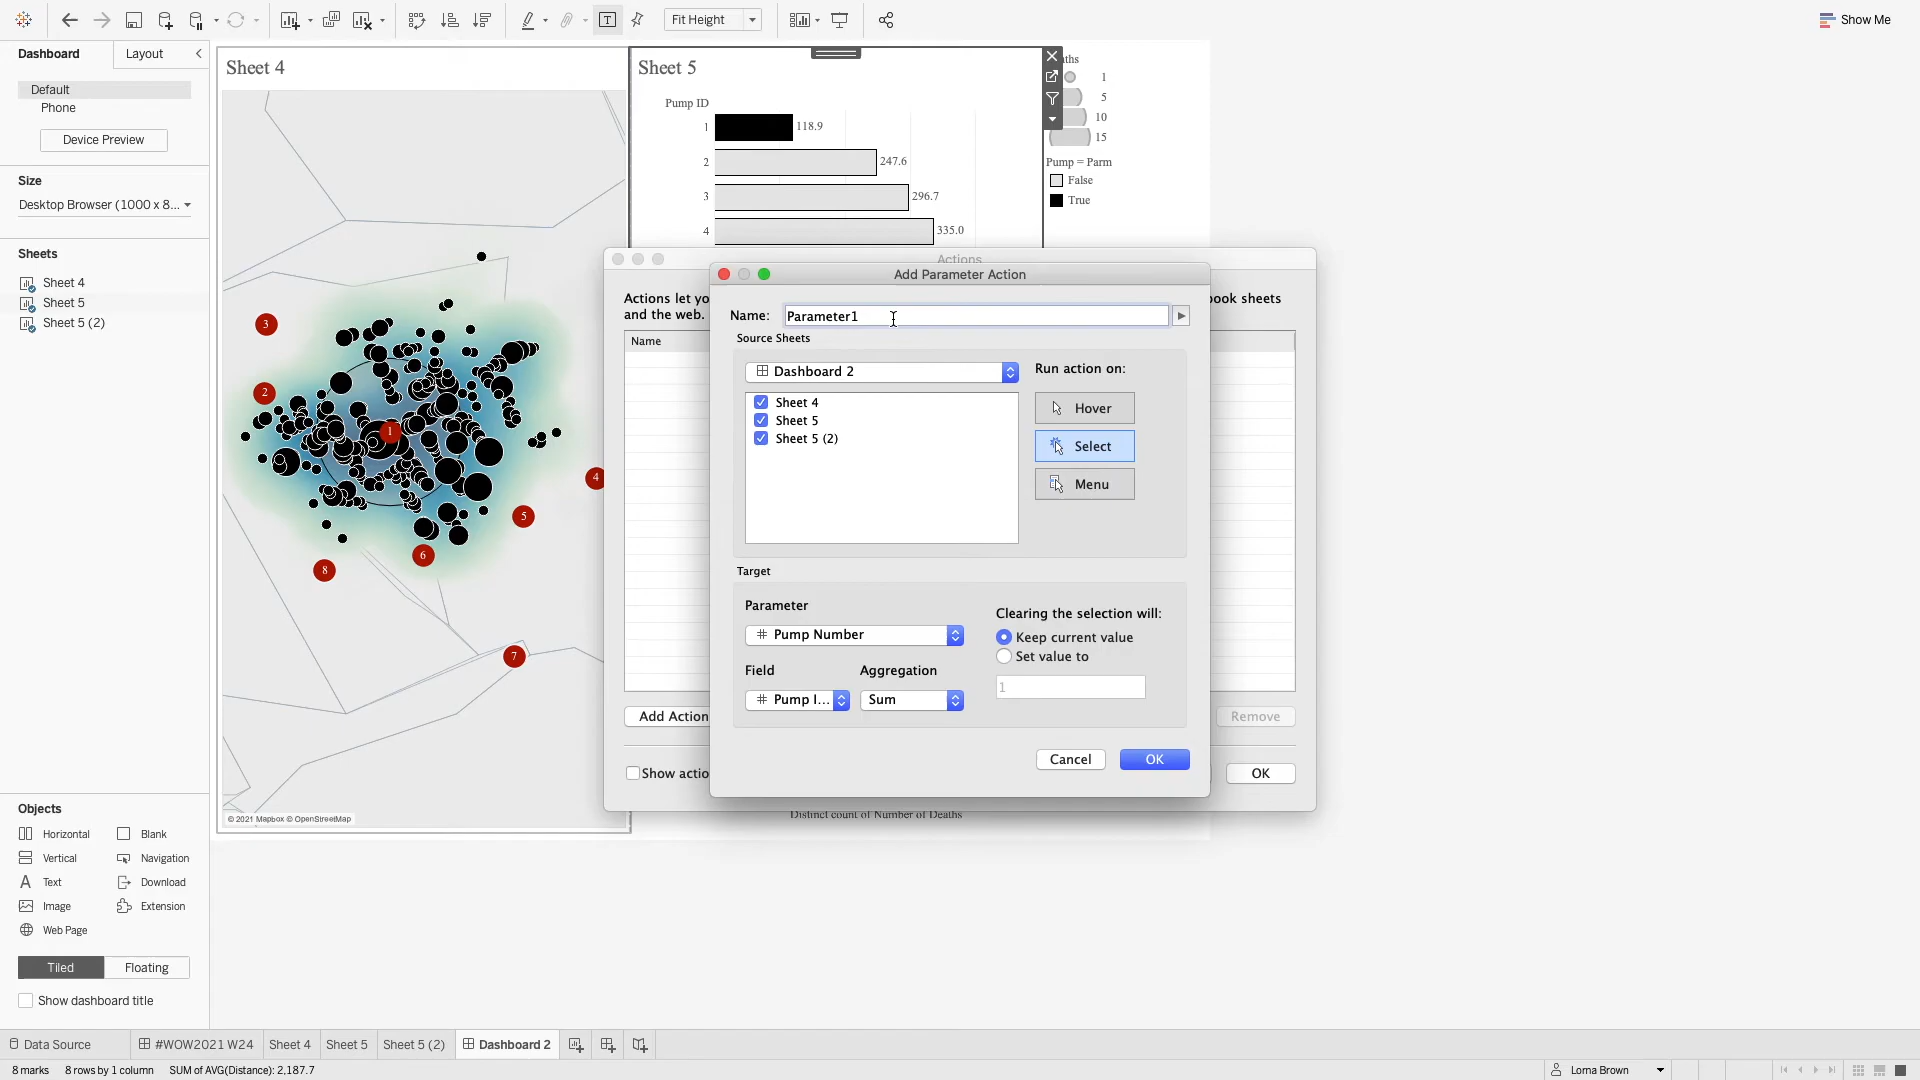 Fit Height
Show Me
Dashboard
Layout
Default
Phone
Device Preview
Size
Desktop Browser (1000 x 8...
Sheets
Sheet 4
Sheet 5
Sheet 5 (2)
Objects
Horizontal
Blank
Vertical
Navigation
Text
Download
Image
Extension
Web Page
Tiled
Floating
Show dashboard title
Sheet 4
3
2
1
4
5
6
8
7
© 2021 Mapbox © OpenStreetMap
Sheet 5
Pump ID
1
118.9
2
247.6
3
296.7
4
335.0
1
5
10
15
Pump = Parm
False
True
Actions
Actions let yo
book sheets
and the web.
Name
Add Action
Remove
Show actio
OK
Add Parameter Action
Name:
Parameter1
Source Sheets
Dashboard 2
Run action on:
Sheet 4
Sheet 5
Sheet 5 (2)
Hover
Select
Menu
Target
Parameter
Pump Number
Clearing the selection will:
Keep current value
Set value to
1
Field
Aggregation
Pump I...
Sum
Cancel
OK
Distinct count of Number of Deaths
Data Source
#WOW2021 W24
Sheet 4
Sheet 5
Sheet 5 (2)
Dashboard 2
8 marks
8 rows by 1 column
SUM of AVG(Distance): 2,187.7
Lorna Brown